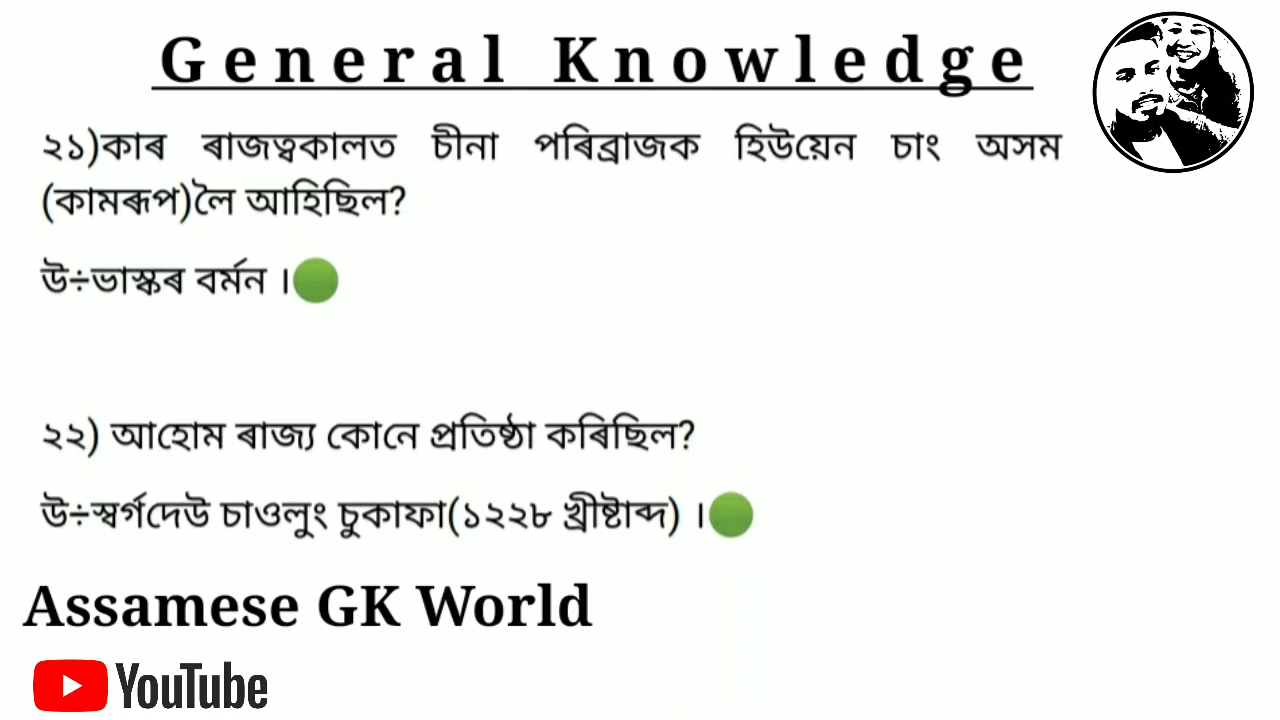 General Knowledge
২১)কাৰ ৰাজত্বকালত চীনা পৰিব্ৰাজক হিউয়েন চাং অসম
(কামৰূপ)লৈ আহিছিল?
উ÷ভাস্কৰ বৰ্মন ।
২২) আহোম ৰাজ্য কোনে প্ৰতিষ্ঠা কৰিছিল?
উ÷স্বৰ্গদেউ চাওলুং চুকাফা(১২২৮ খ্ৰীষ্টাব্দ) ।
Assamese GK World
YouTube